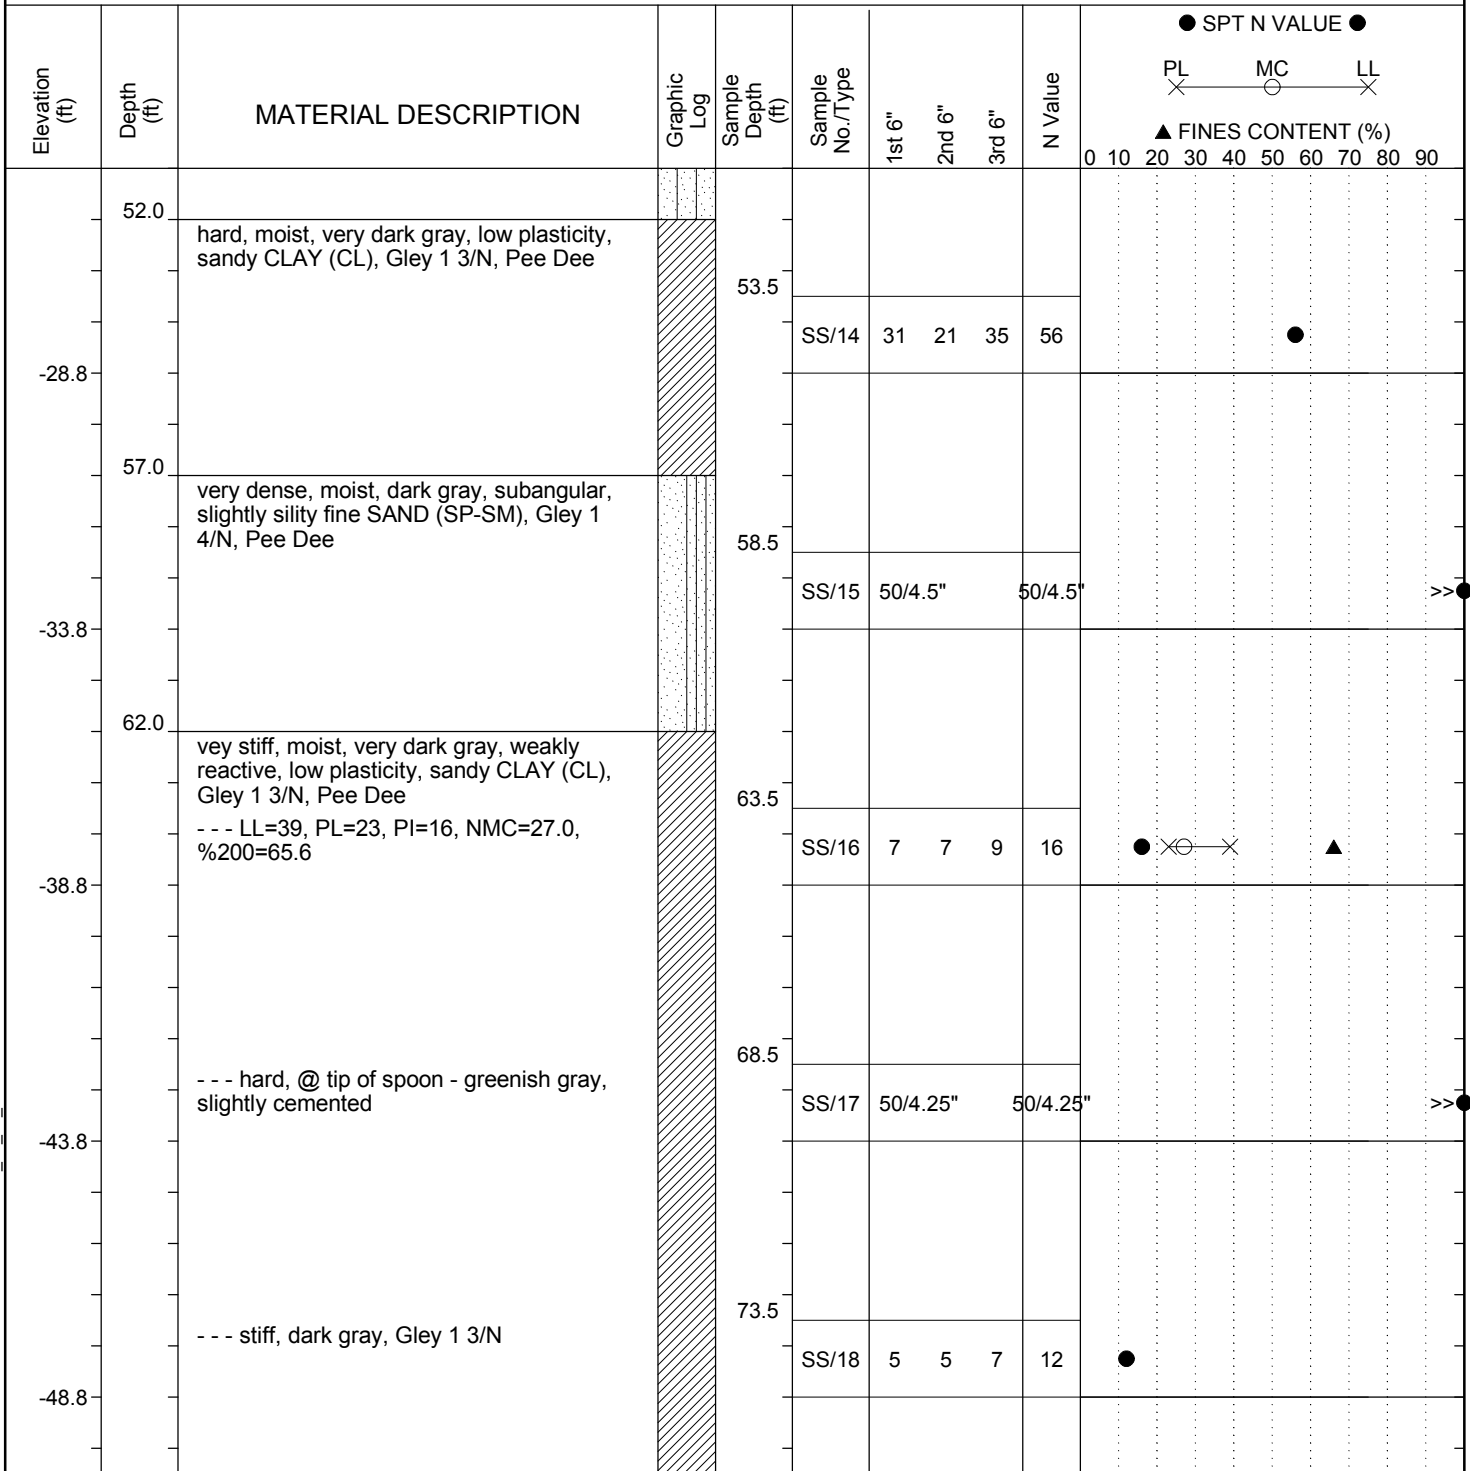 ● SPT N VALUE ●
PL MC LL
▲ FINES CONTENT (%)
0 10 20 30 40 50 60 70 80 90
Elevation
(ft)
Depth
(ft)
MATERIAL DESCRIPTION
Graphic
Log
Sample
Depth
(ft)
Sample
No./Type
1st 6"
2nd 6"
3rd 6"
N Value
52.0
hard, moist, very dark gray, low plasticity,
sandy CLAY (CL), Gley 1 3/N, Pee Dee
53.5
SS/14 31 21 35 56
-28.8
57.0
very dense, moist, dark gray, subangular,
slightly sility fine SAND (SP-SM), Gley 1
4/N, Pee Dee
58.5
SS/15 50/4.5" 50/4.5" >>
-33.8
62.0
vey stiff, moist, very dark gray, weakly
reactive, low plasticity, sandy CLAY (CL),
Gley 1 3/N, Pee Dee
63.5
- - - LL=39, PL=23, PI=16, NMC=27.0,
%200=65.6
SS/16 7 7 9 16
-38.8
68.5
- - - hard, @ tip of spoon - greenish gray,
slightly cemented
SS/17 50/4.25" 50/4.25" >>
-43.8
73.5
- - - stiff, dark gray, Gley 1 3/N
SS/18 5 5 7 12
-48.8